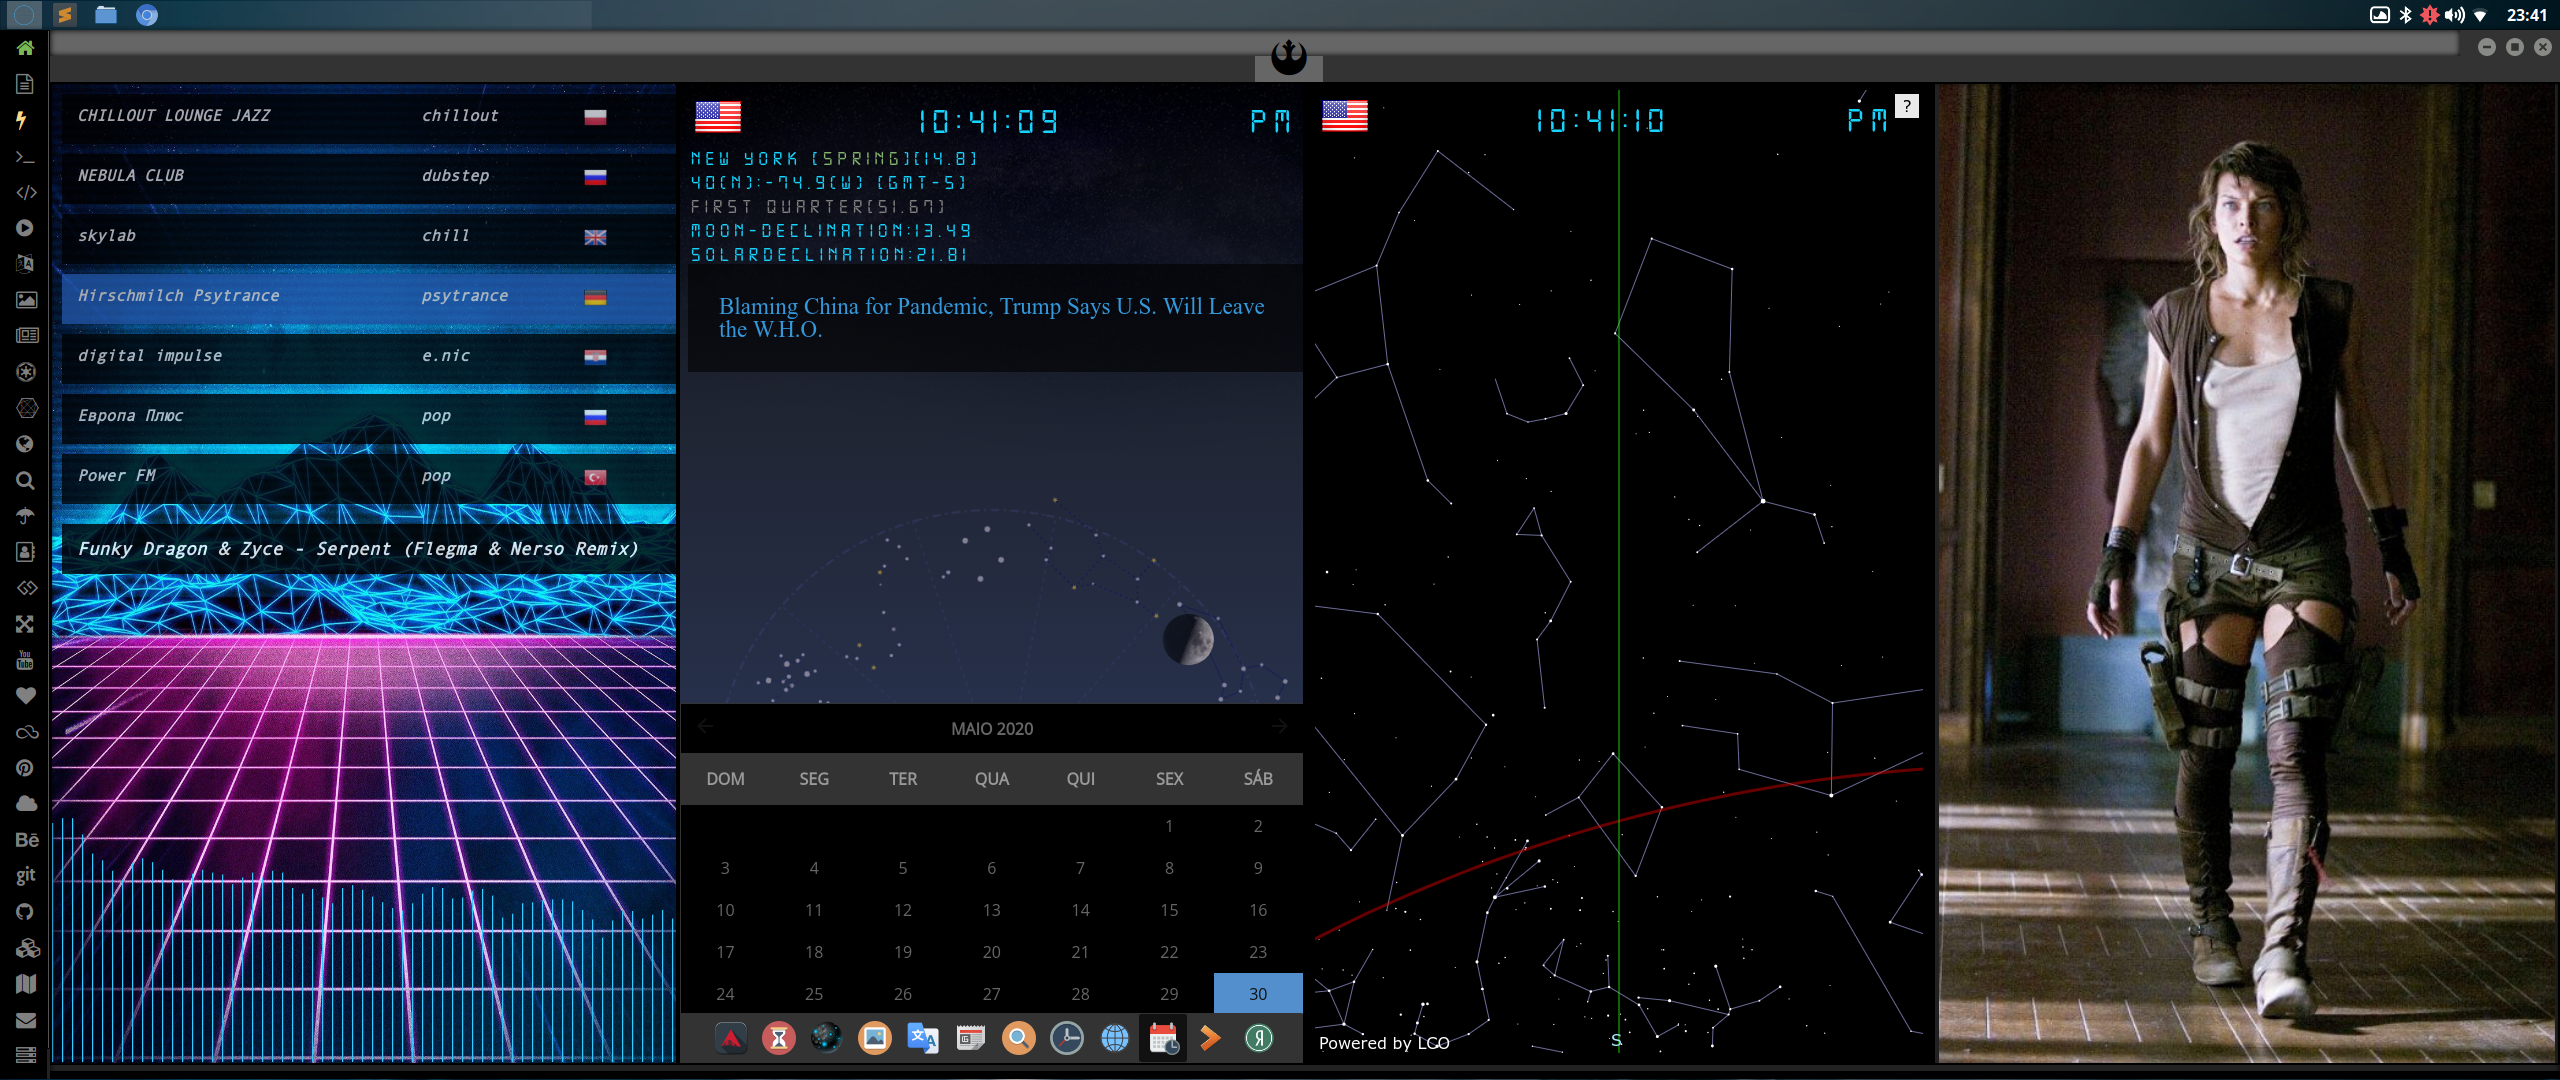 23:41
CHILLOUT LOUNGE JAZZ chillout
NEBULA CLUB dubstep
skylab chill
Hirschmilch Psytrance psytrance
digital impulse e.nic
Европа Плюс pop
Power FM pop
Funky Dragon & Zyce - Serpent (Flegma & Nerso Remix)
You
Tube
Bē
git
10:41:09 PM
NEW YORK [SPRING][14.8]
40(N):-74.9(W) [GMT-5]
FIRST QUARTER[51.67]
MOON-DECLINATION:13.49
SOLARDECLINATION:21.81
Blaming China for Pandemic, Trump Says U.S. Will Leave
the W.H.O.
MAIO 2020
DOM SEG TER QUA QUI SEX SÁB
1 2
3 4 5 6 7 8 9
10 11 12 13 14 15 16
17 18 19 20 21 22 23
24 25 26 27 28 29 30
10:41:10 PM
?
S
Powered by LCO